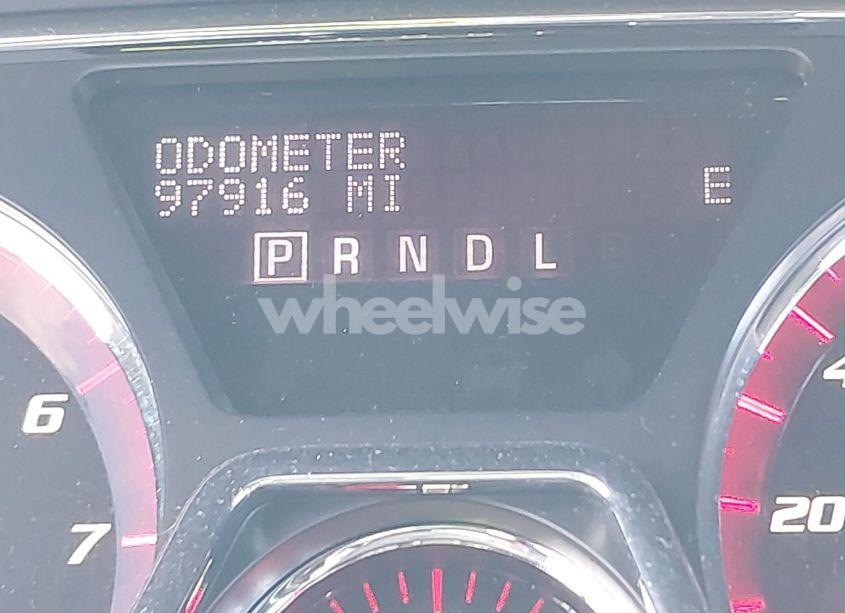 ODOMETER
97916 MI E
P R N D L
wheelwise
6
7
4
20